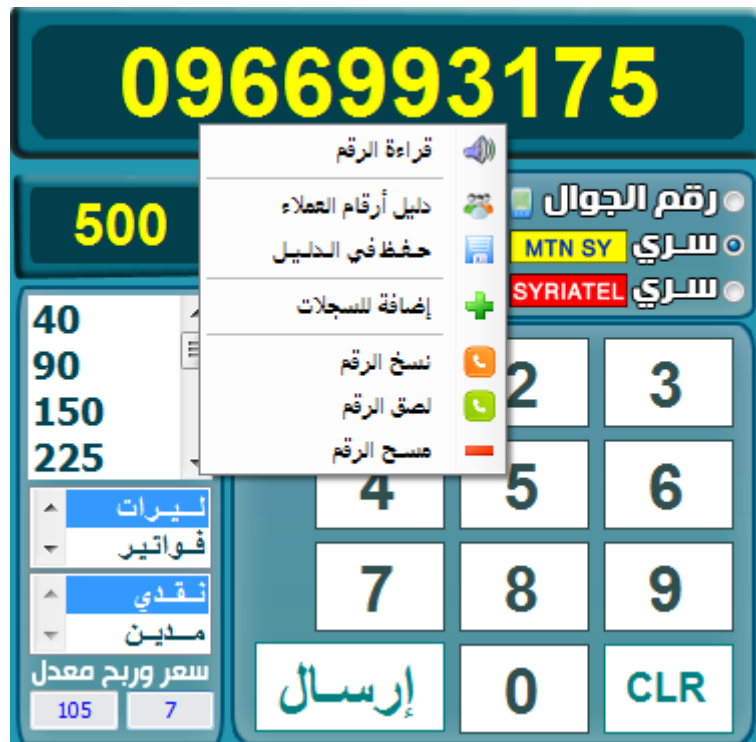 0966993175
قراءة الرقم
دليل أرقام العملاء
حفظ في الدليل
إضافة للسجلات
نسخ الرقم
لصق الرقم
مسح الرقم
رقم الجوال
سري MTN SY
سري SYRIATEL
500
40
90
150
225
ليرات
فواتير
نقدي
مدين
سعر وربح معدل
105 7
2 3
4 5 6
7 8 9
إرسال 0 CLR